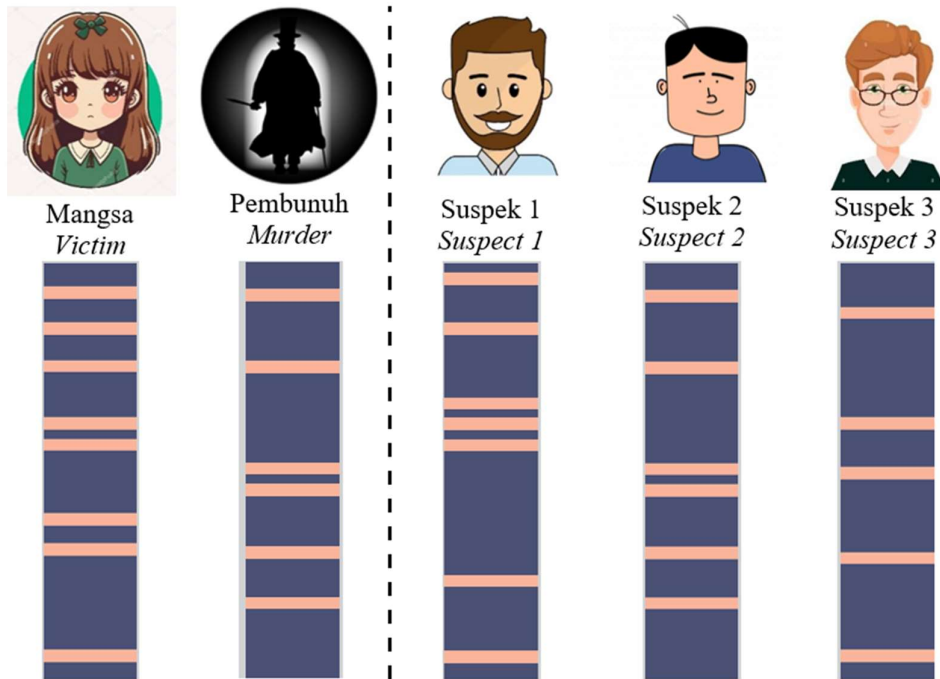 Mangsa
Victim
Pembunuh
Murder
Suspek 1
Suspect 1
Suspek 2
Suspect 2
Suspek 3
Suspect 3